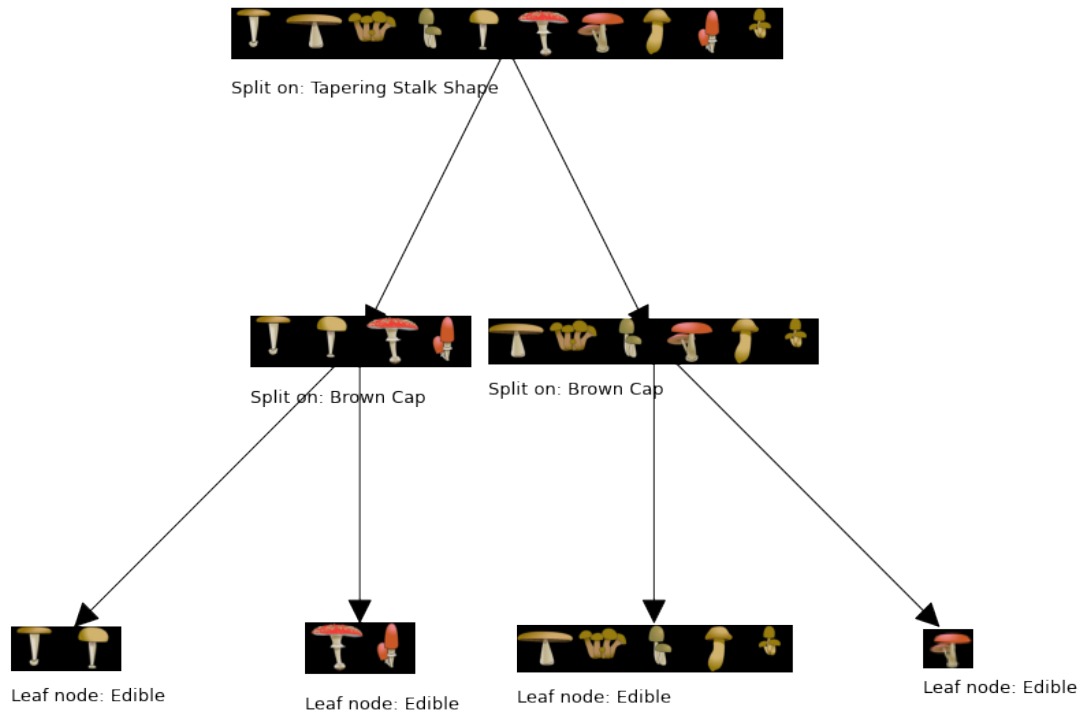 Split on: Tapering Stalk Shape
Split on: Brown Cap
Split on: Brown Cap
Leaf node: Edible
Leaf node: Edible
Leaf node: Edible
Leaf node: Edible